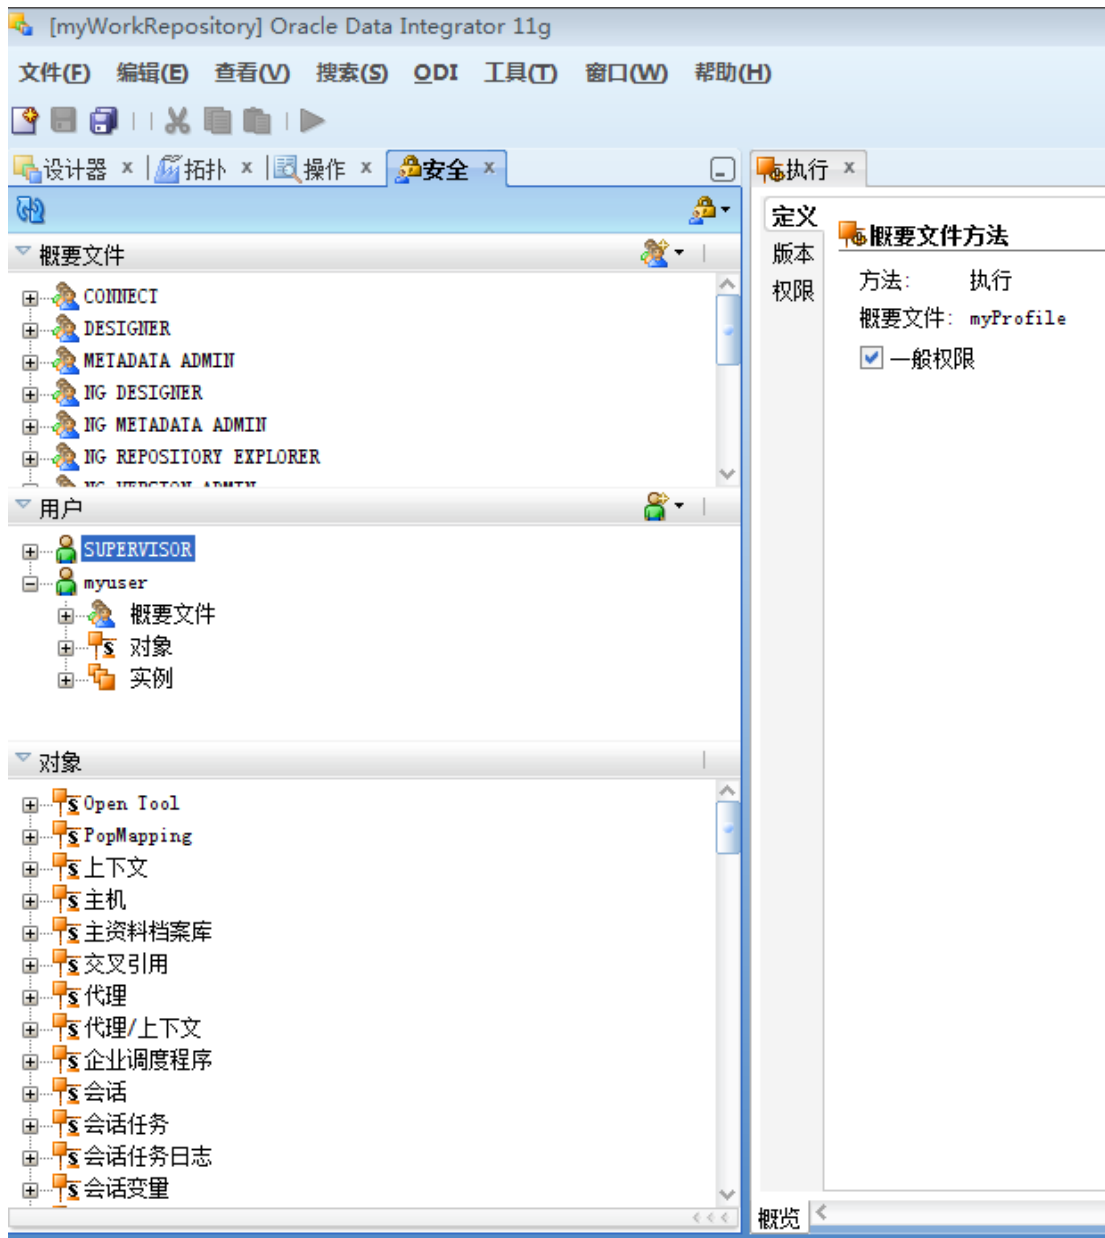 [myWorkRepository] Oracle Data Integrator 11g
文件(F) 编辑(E) 查看(V) 搜索(S) ODI 工具(T) 窗口(W) 帮助(H)
设计器 拓扑 操作 安全
概要文件
CONNECT
DESIGNER
METADATA ADMIN
NG DESIGNER
NG METADATA ADMIN
NG REPOSITORY EXPLORER
NG VERSION ADMIN
用户
SUPERVISOR
myuser
概要文件
对象
实例
对象
Open Tool
PopMapping
上下文
主机
主资料档案库
交叉引用
代理
代理/上下文
企业调度程序
会话
会话任务
会话任务日志
会话变量
执行
定义
版本
权限
概要文件方法
方法: 执行
概要文件: myProfile
一般权限
概览